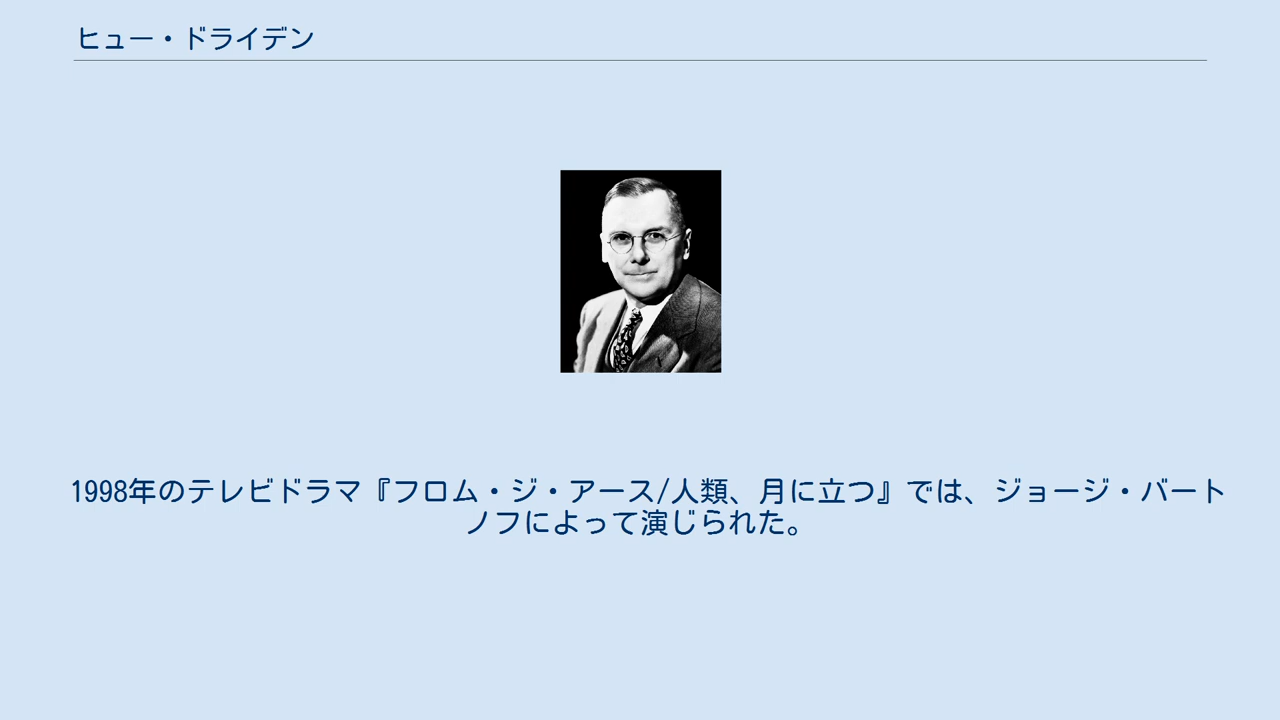 ヒュー・ドライデン
1998年のテレビドラマ『フロム・ジ・アース/人類、月に立つ』では、ジョージ・バート
ノフによって演じられた。